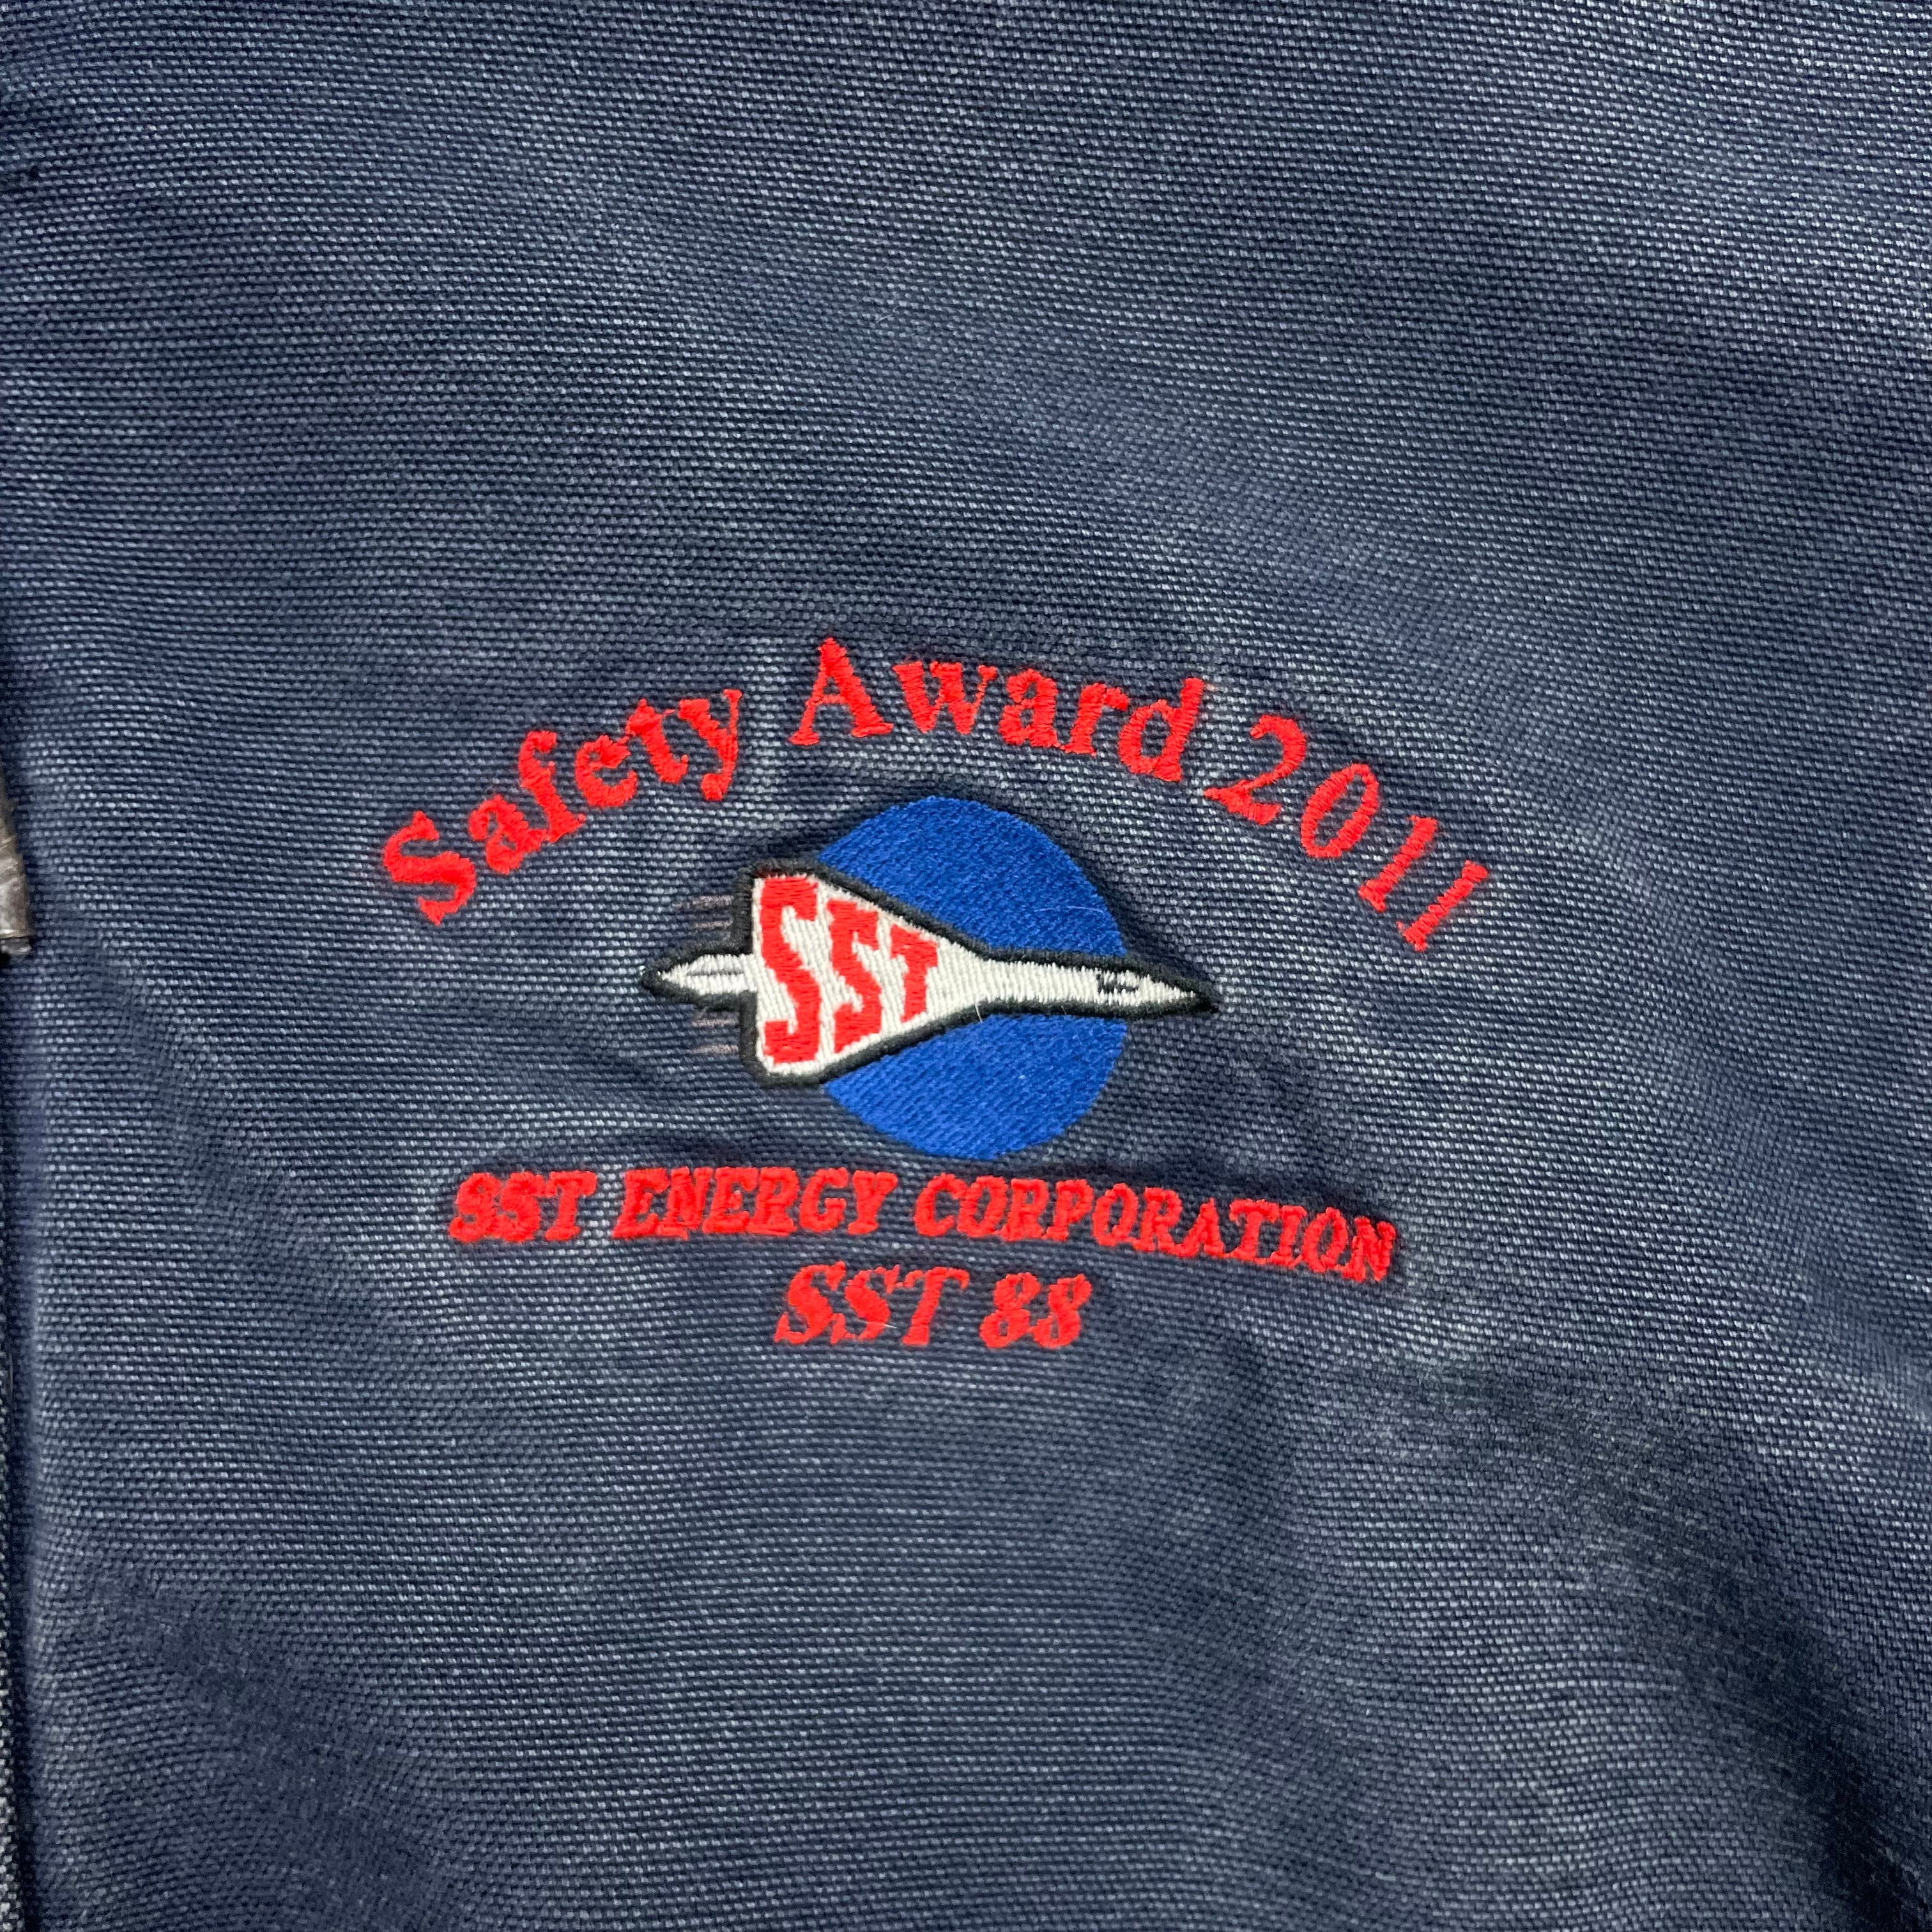 Safety Award 2011
SST
SST ENERGY CORPORATION
SST 88